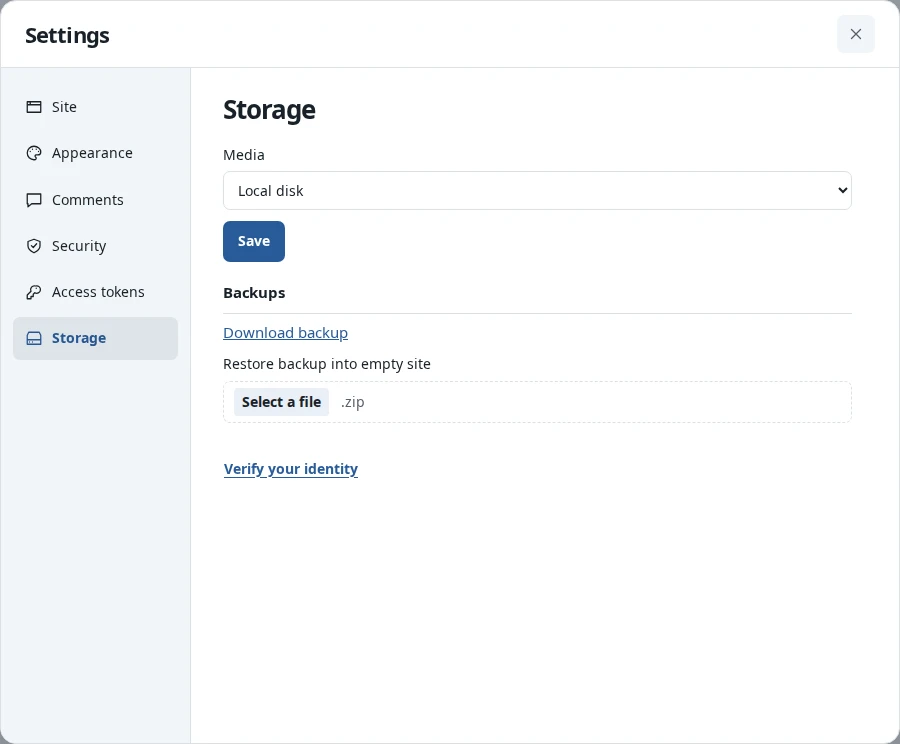 Settings
Site
Appearance
Comments
Security
Access tokens
Storage
Storage
Media
Local disk
Save
Backups
Download backup
Restore backup into empty site
Select a file .zip
Verify your identity